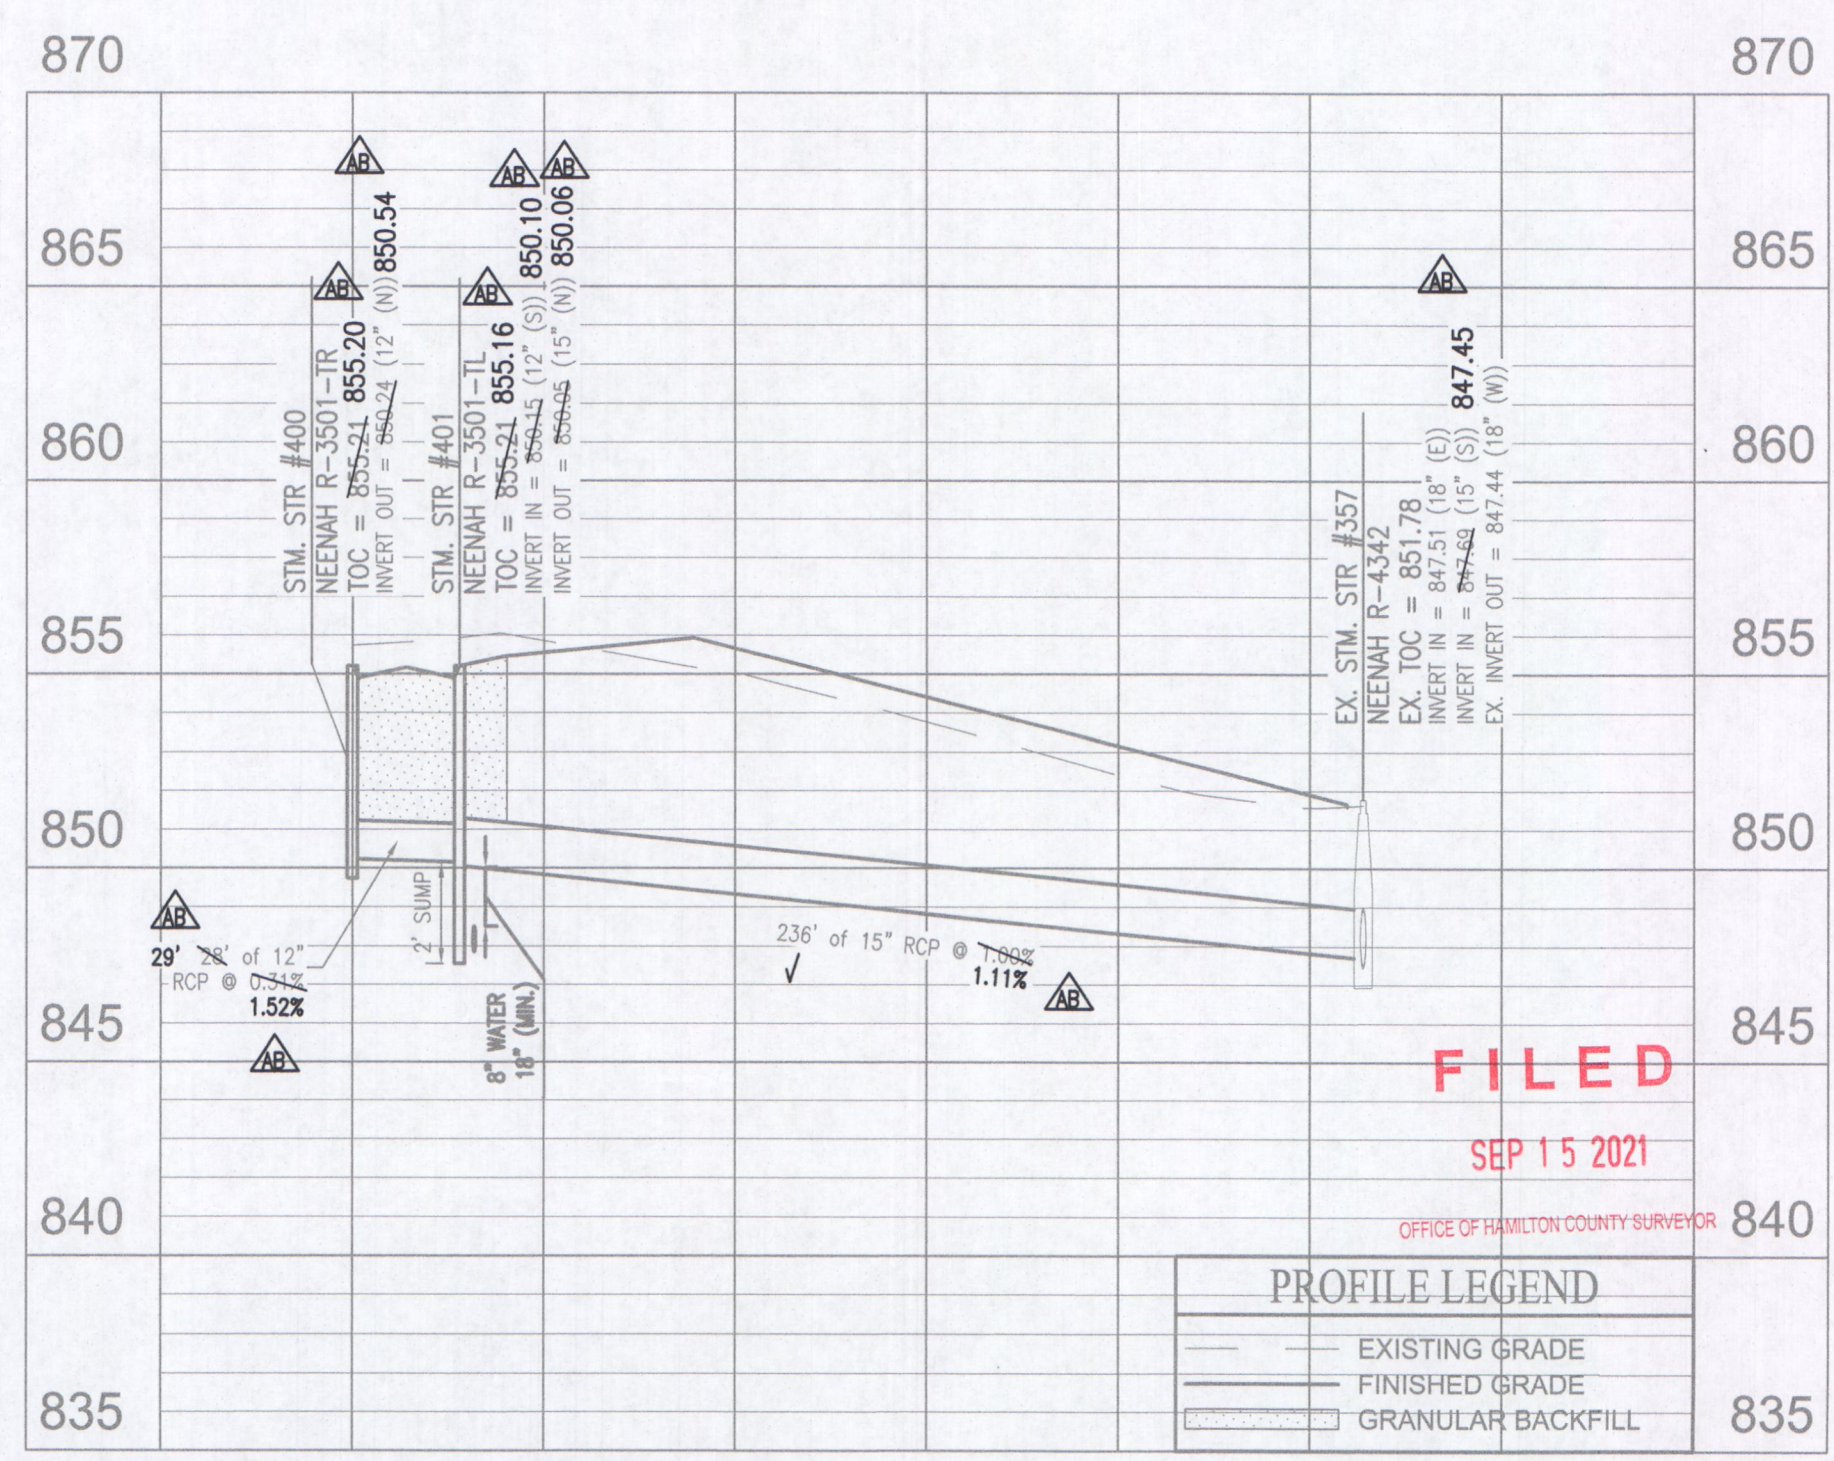 870
870
865
865
860
860
855
855
850
850
845
845
840
840
835
835
AB
AB
AB
AB
AB
AB
STM. STR #400
NEENAH R-3501-TR
TOC = 855.21 855.20
INVERT OUT = 850.24 (12" (N)) 850.54
STM. STR #401
NEENAH R-3501-TL
TOC = 855.21 855.16
INVERT IN = 850.15 (12" (S)) 850.10
INVERT OUT = 850.05 (15" (N)) 850.06
EX. STM. STR #357
NEENAH R-4342
EX. TOC = 851.78
INVERT IN = 847.51 (18" (E))
INVERT IN = 847.69 (15" (S)) 847.45
EX. INVERT OUT = 847.44 (18" (W))
AB
29' 28' of 12"
RCP @ 0.31%
1.52%
AB
2' SUMP
8" WATER
18" (MIN.)
236' of 15" RCP @ 1.00%
1.11%
AB
FILED
SEP 15 2021
OFFICE OF HAMILTON COUNTY SURVEYOR
PROFILE LEGEND
EXISTING GRADE
FINISHED GRADE
GRANULAR BACKFILL